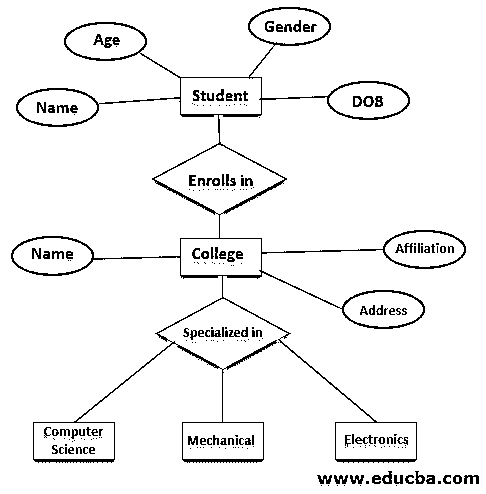 Gender
Age
Student
Name
DOB
Enrolls in
Name
College
Affiliation
Address
Specialized in
Computer
Science
Mechanical
Electronics
www.educba.com